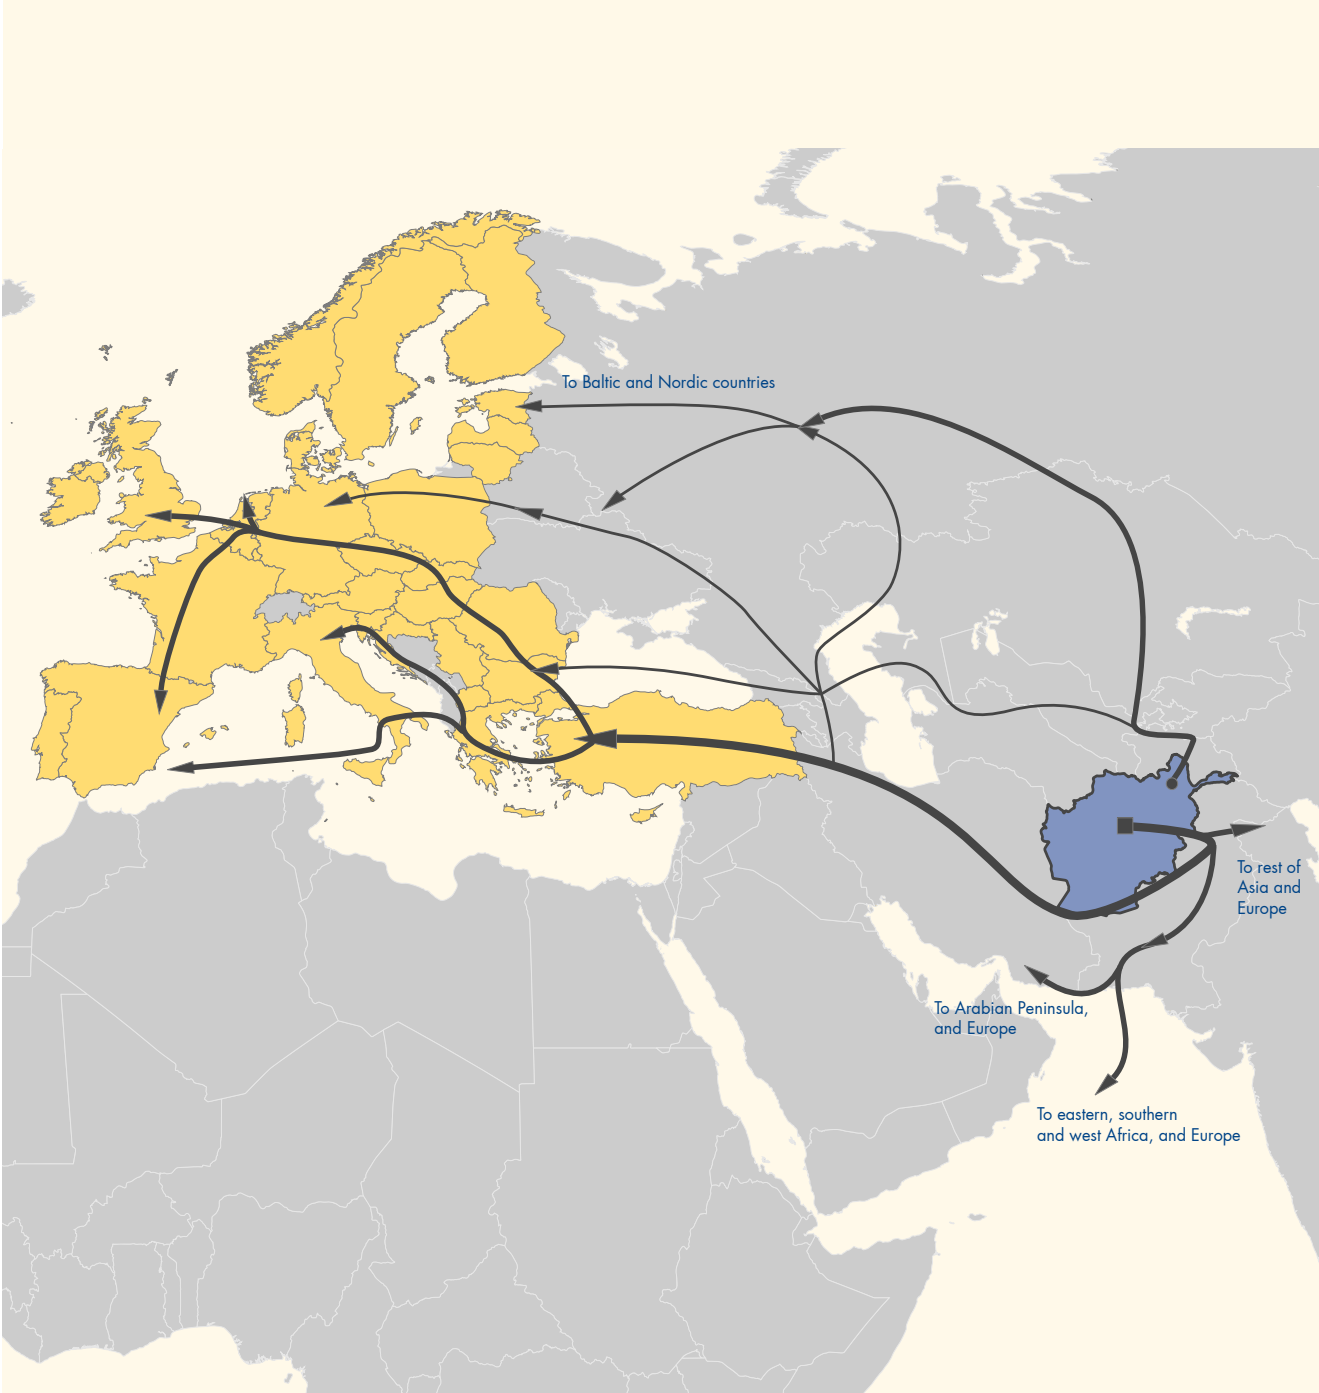 To Baltic and Nordic countries
To rest of
Asia and
Europe
To Arabian Peninsula,
and Europe
To eastern, southern
and west Africa, and Europe